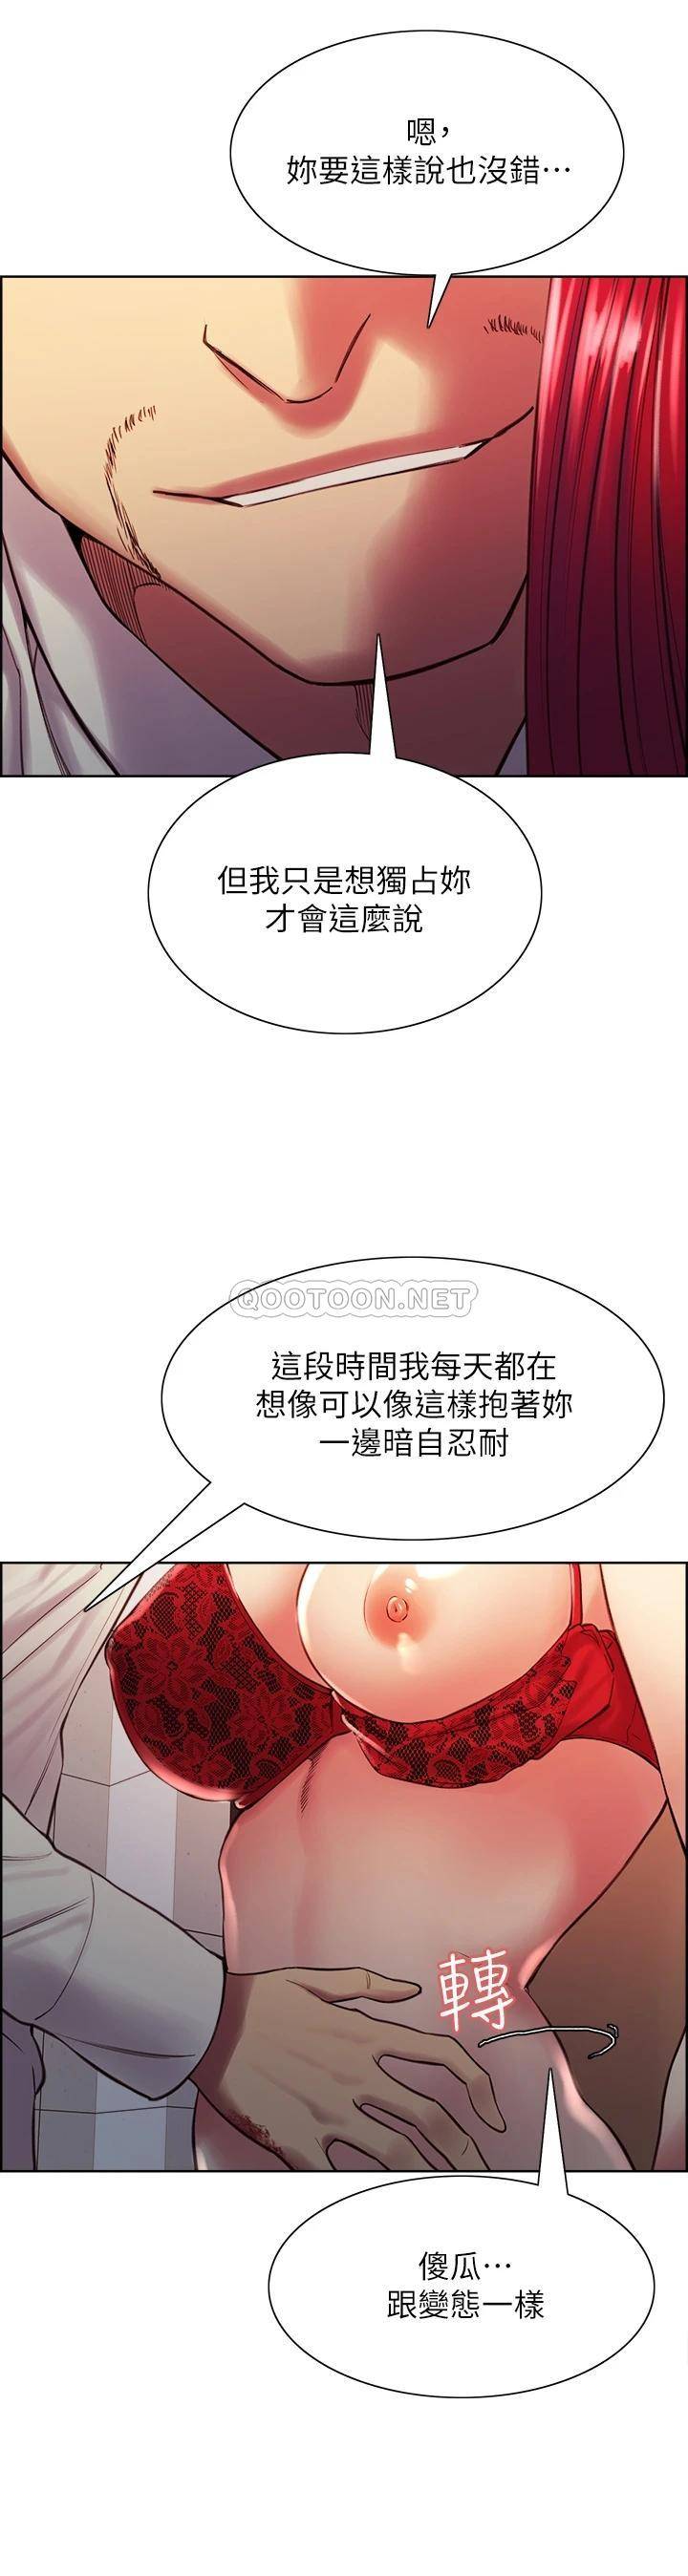 嗯，
妳要這樣說也沒錯⋯
但我只是想獨占妳
才會這麼說
QOOTOON.NET
這段時間我每天都在
想像可以像這樣抱著妳
一邊暗自忍耐
轉
傻瓜⋯
跟變態一樣